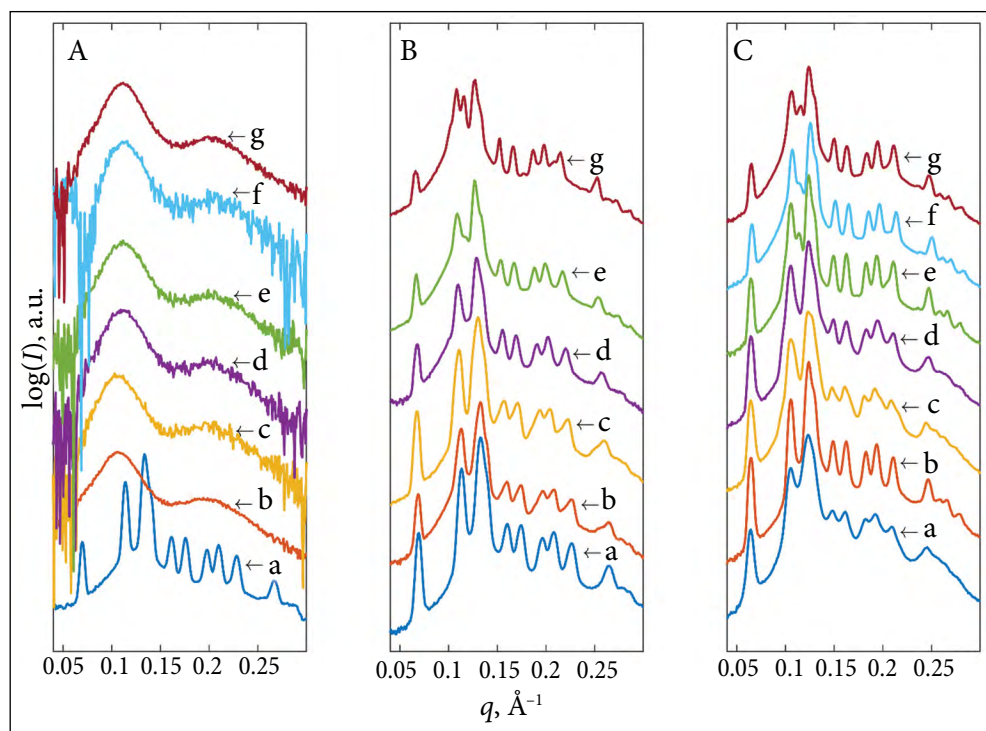 A
B
C
←g
←f
←e
←d
←c
←b
←a
←g
←e
←d
←c
←b
←a
←g
←f
←e
←d
←c
←b
←a
log(I), a.u.
0.05 0.1 0.15 0.2 0.25
0.05 0.1 0.15 0.2 0.25
0.05 0.1 0.15 0.2 0.25
q, Å⁻¹